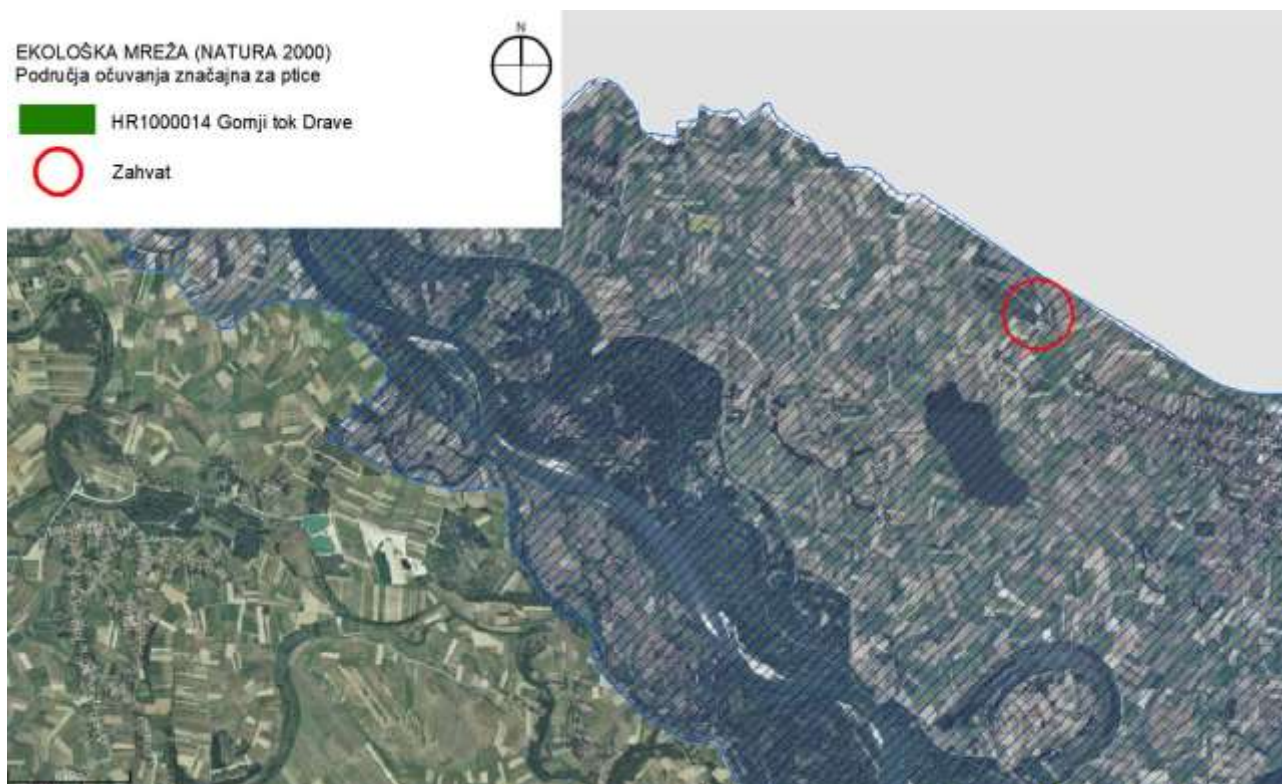 EKOLOŠKA MREŽA (NATURA 2000)
Područja očuvanja značajna za ptice
N
HR1000014 Gornji tok Drave
Zahvat